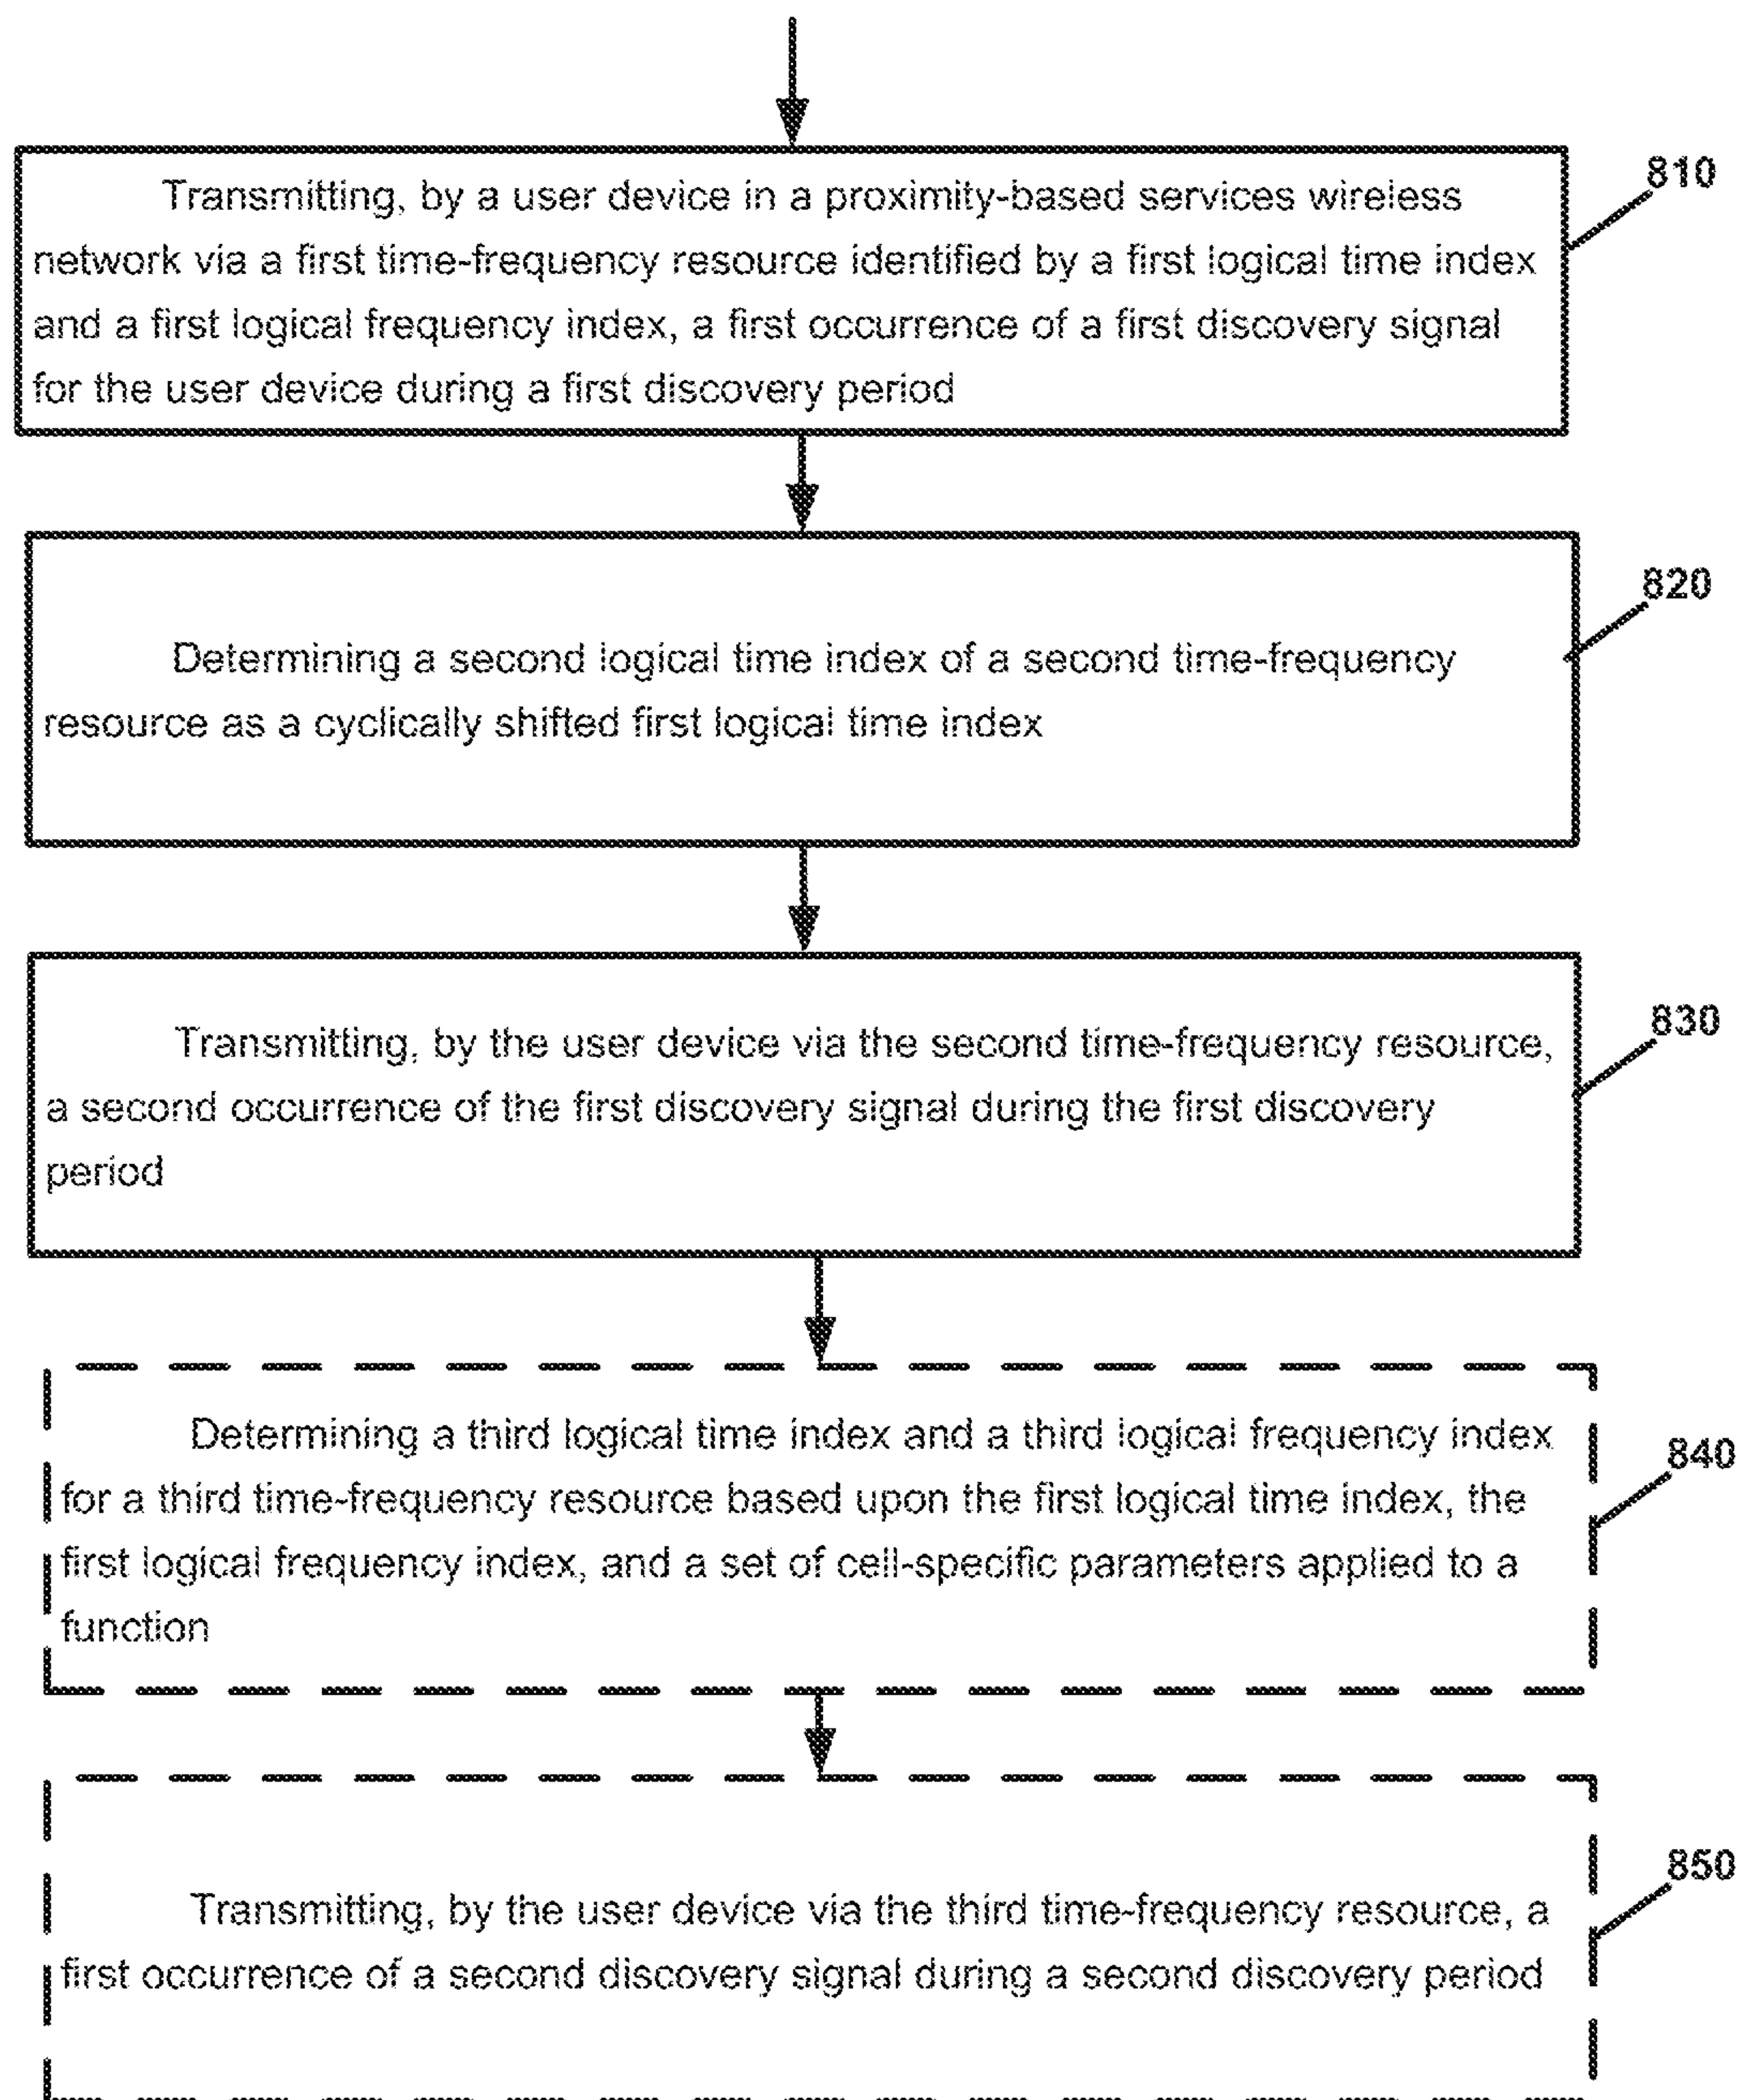 Transmitting, by a user device in a proximity-based services wireless
network via a first time-frequency resource identified by a first logical time index
and a first logical frequency index, a first occurrence of a first discovery signal
for the user device during a first discovery period
810
Determining a second logical time index of a second time-frequency
resource as a cyclically shifted first logical time index
820
Transmitting, by the user device via the second time-frequency resource,
a second occurrence of the first discovery signal during the first discovery
period
830
Determining a third logical time index and a third logical frequency index
for a third time-frequency resource based upon the first logical time index, the
first logical frequency index, and a set of cell-specific parameters applied to a
function
840
Transmitting, by the user device via the third time-frequency resource, a
first occurrence of a second discovery signal during a second discovery period
850